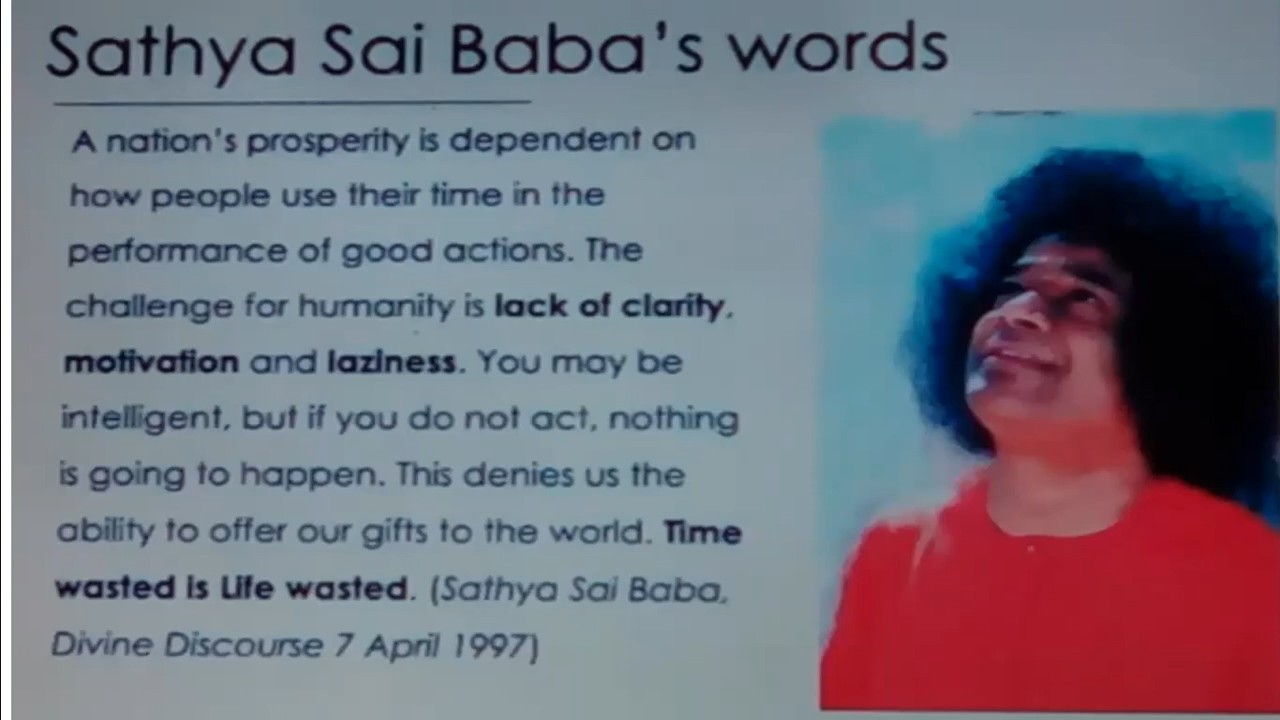 Sathya Sai Baba's words
A nation's prosperity is dependent on
how people use their time in the
performance of good actions. The
challenge for humanity is lack of clarity,
motivation and laziness. You may be
intelligent, but if you do not act, nothing
is going to happen. This denies us the
ability to offer our gifts to the world. Time
wasted is Life wasted. (Sathya Sai Baba,
Divine Discourse 7 April 1997)